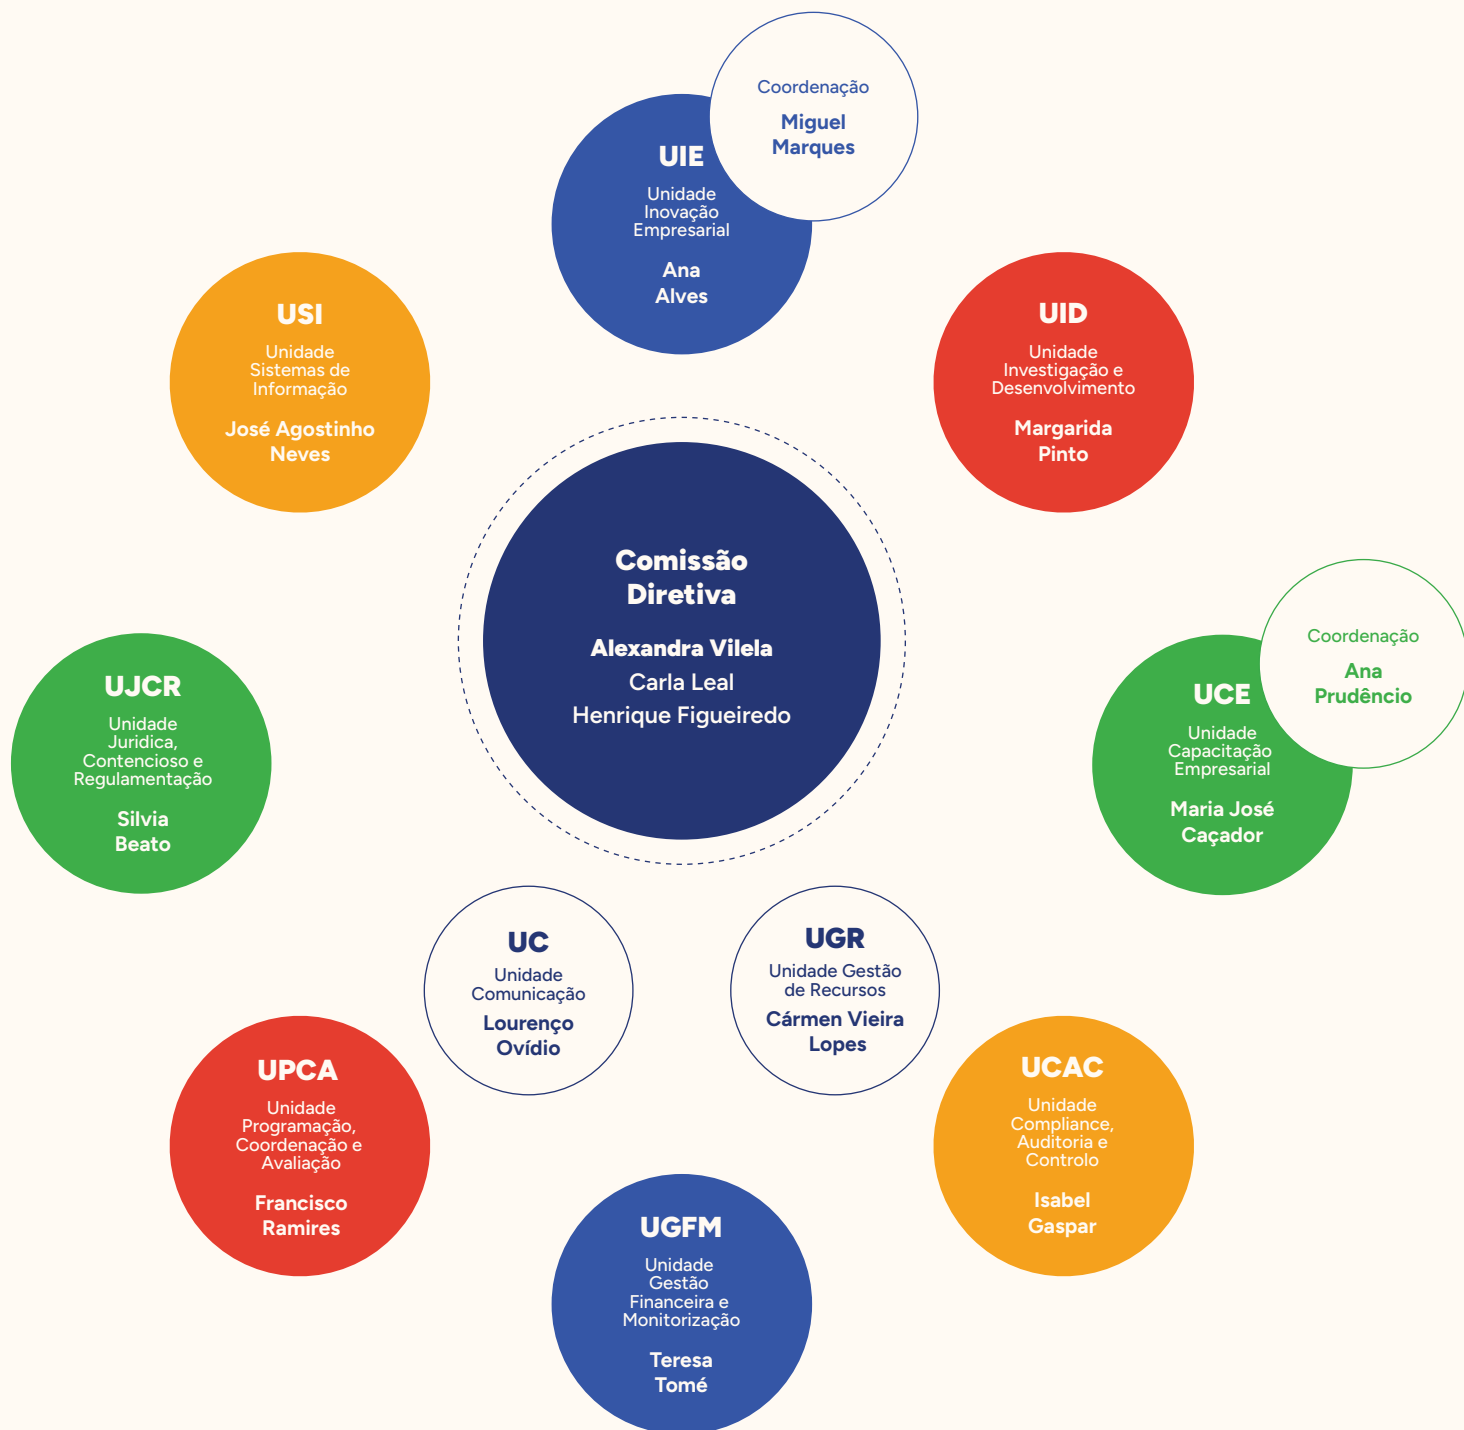 Coordenação
Miguel
Marques
UIE
Unidade
Inovação
Empresarial
Ana
Alves
USI
Unidade
Sistemas de
Informação
José Agostinho
Neves
UID
Unidade
Investigação e
Desenvolvimento
Margarida
Pinto
Comissão
Diretiva
Alexandra Vilela
Carla Leal
Henrique Figueiredo
Coordenação
Ana
Prudêncio
UCE
Unidade
Capacitação
Empresarial
Maria José
Caçador
UJCR
Unidade
Juridica,
Contencioso e
Regulamentação
Silvia
Beato
UC
Unidade
Comunicação
Lourenço
Ovídio
UGR
Unidade Gestão
de Recursos
Cármen Vieira
Lopes
UPCA
Unidade
Programação,
Coordenação e
Avaliação
Francisco
Ramires
UCAC
Unidade
Compliance,
Auditoria e
Controlo
Isabel
Gaspar
UGFM
Unidade
Gestão
Financeira e
Monitorização
Teresa
Tomé